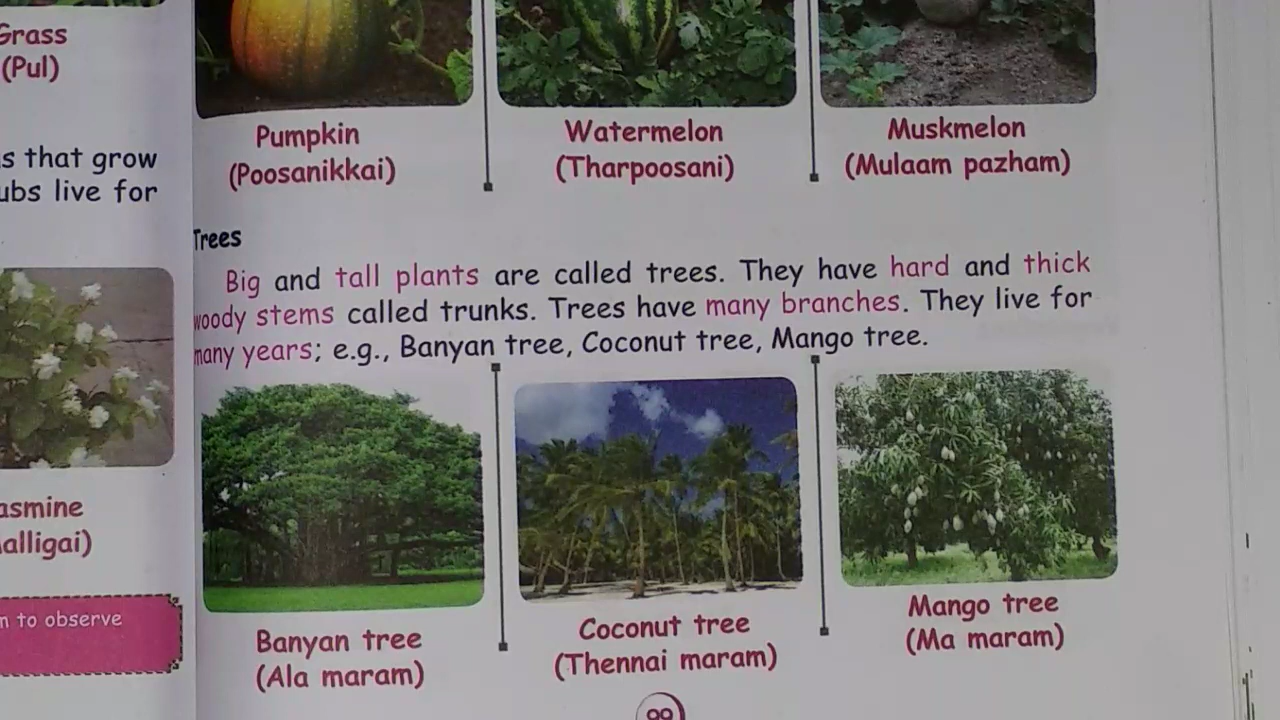 Grass
(Pul)
s that grow
ubs live for
asmine
alligai)
to observe
Pumpkin
(Poosanikkai)
Watermelon
(Tharpoosani)
Muskmelon
(Mulaam pazham)
Trees
Big and tall plants are called trees. They have hard and thick
woody stems called trunks. Trees have many branches. They live for
many years; e.g., Banyan tree, Coconut tree, Mango tree.
Banyan tree
(Ala maram)
Coconut tree
(Thennai maram)
Mango tree
(Ma maram)
99